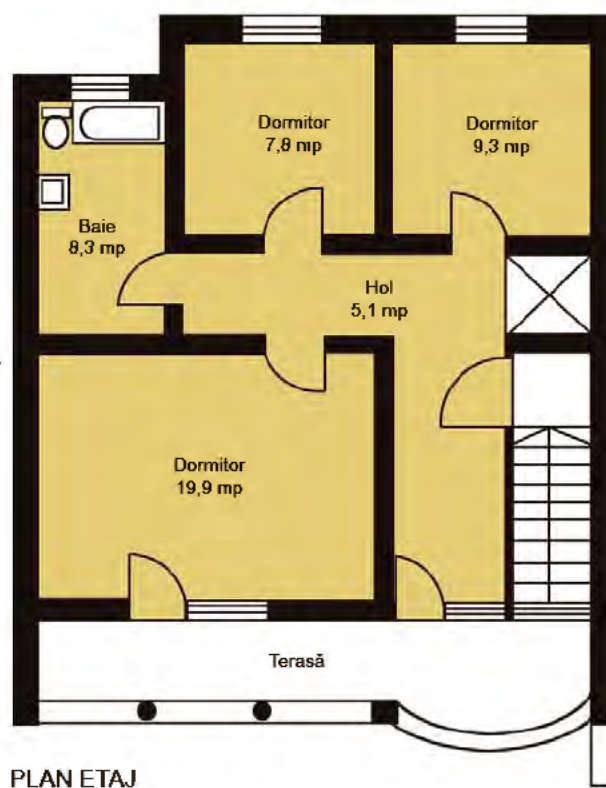 Dormitor
7,8 mp
Dormitor
9,3 mp
Baie
8,3 mp
Hol
5,1 mp
Dormitor
19,9 mp
Terasă
PLAN ETAJ